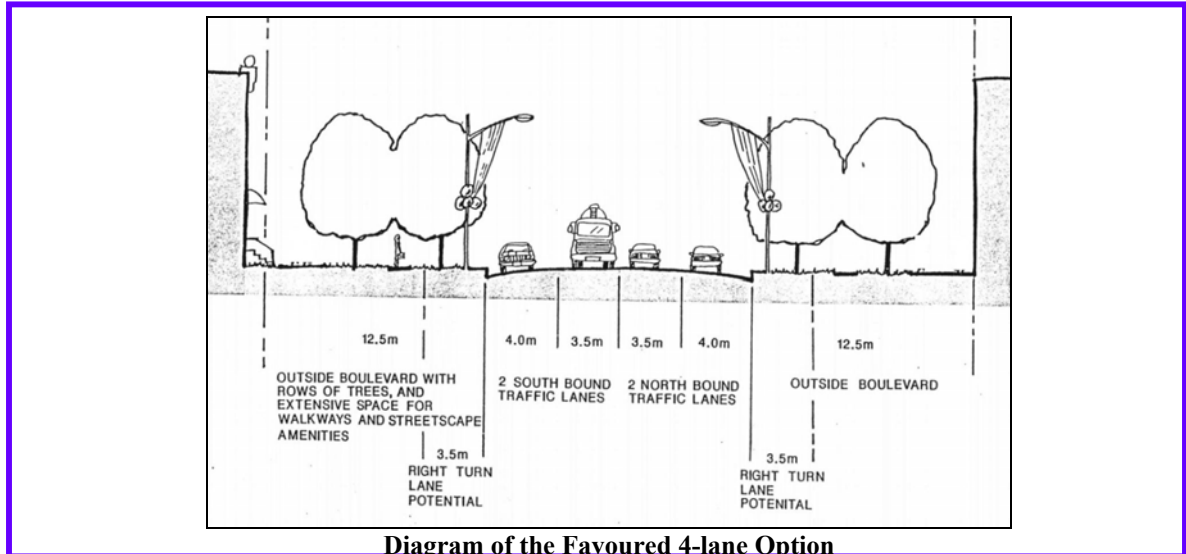 12.5m 4.0m 3.5m 3.5m 4.0m 12.5m
OUTSIDE BOULEVARD WITH
ROWS OF TREES, AND
EXTENSIVE SPACE FOR
WALKWAYS AND STREETSCAPE
AMENITIES
2 SOUTH BOUND
TRAFFIC LANES
2 NORTH BOUND
TRAFFIC LANES
OUTSIDE BOULEVARD
3.5m
RIGHT TURN
LANE
POTENTIAL
3.5m
RIGHT TURN
LANE
POTENITAL
Diagram of the Favoured 4-lane Option